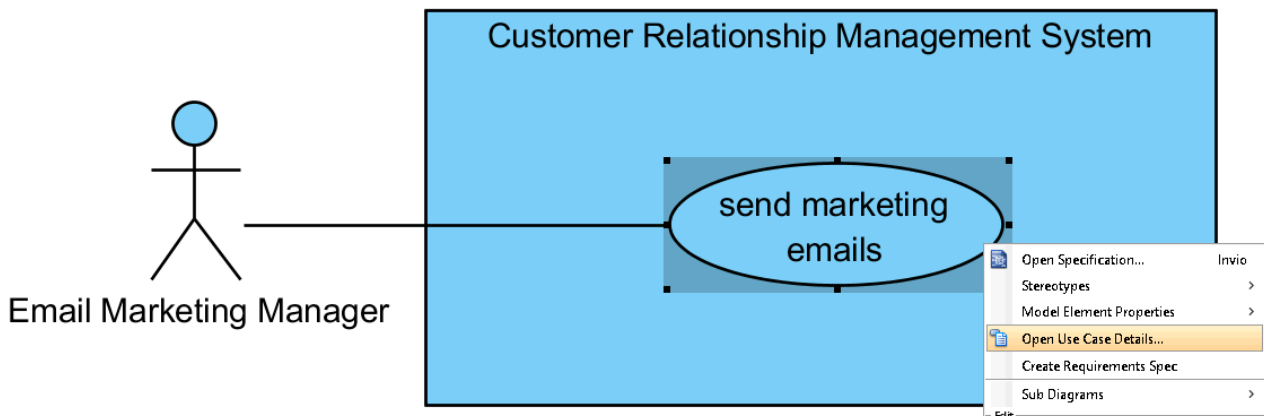 Customer Relationship Management System
send marketing
emails
Email Marketing Manager
Open Specification... Invio
Stereotypes >
Model Element Properties >
Open Use Case Details...
Create Requirements Spec
Sub Diagrams >
Edit